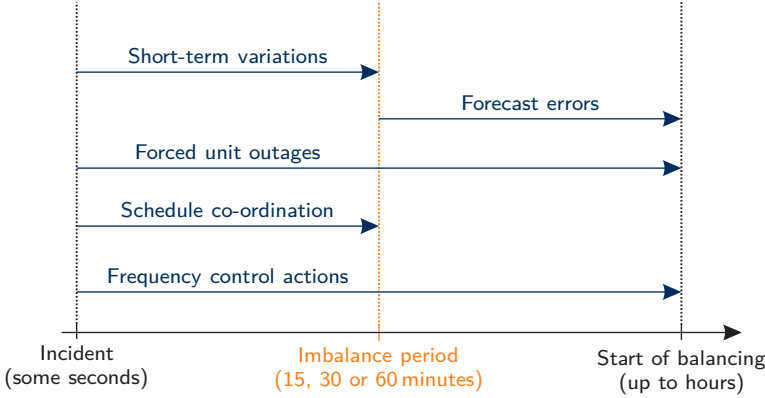 Short-term variations
Forecast errors
Forced unit outages
Schedule co-ordination
Frequency control actions
Incident
(some seconds)
Imbalance period
(15, 30 or 60 minutes)
Start of balancing
(up to hours)